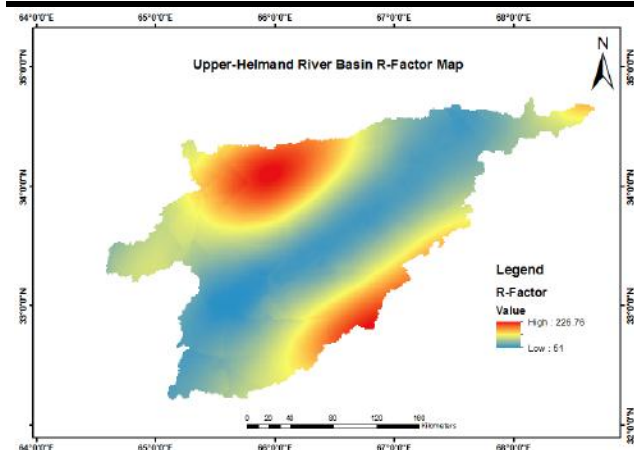 64°0'0"E 65°0'0"E 66°0'0"E 67°0'0"E 68°0'0"E
Upper-Helmand River Basin R-Factor Map
N
35°0'0"N 35°0'0"N
34°0'0"N 34°0'0"N
33°0'0"N 33°0'0"N
32°0'0"N
Legend
R-Factor
Value
High : 226.76
Low : 51
0 20 40 80 120 160
Kilometers
64°0'0"E 65°0'0"E 66°0'0"E 67°0'0"E 68°0'0"E